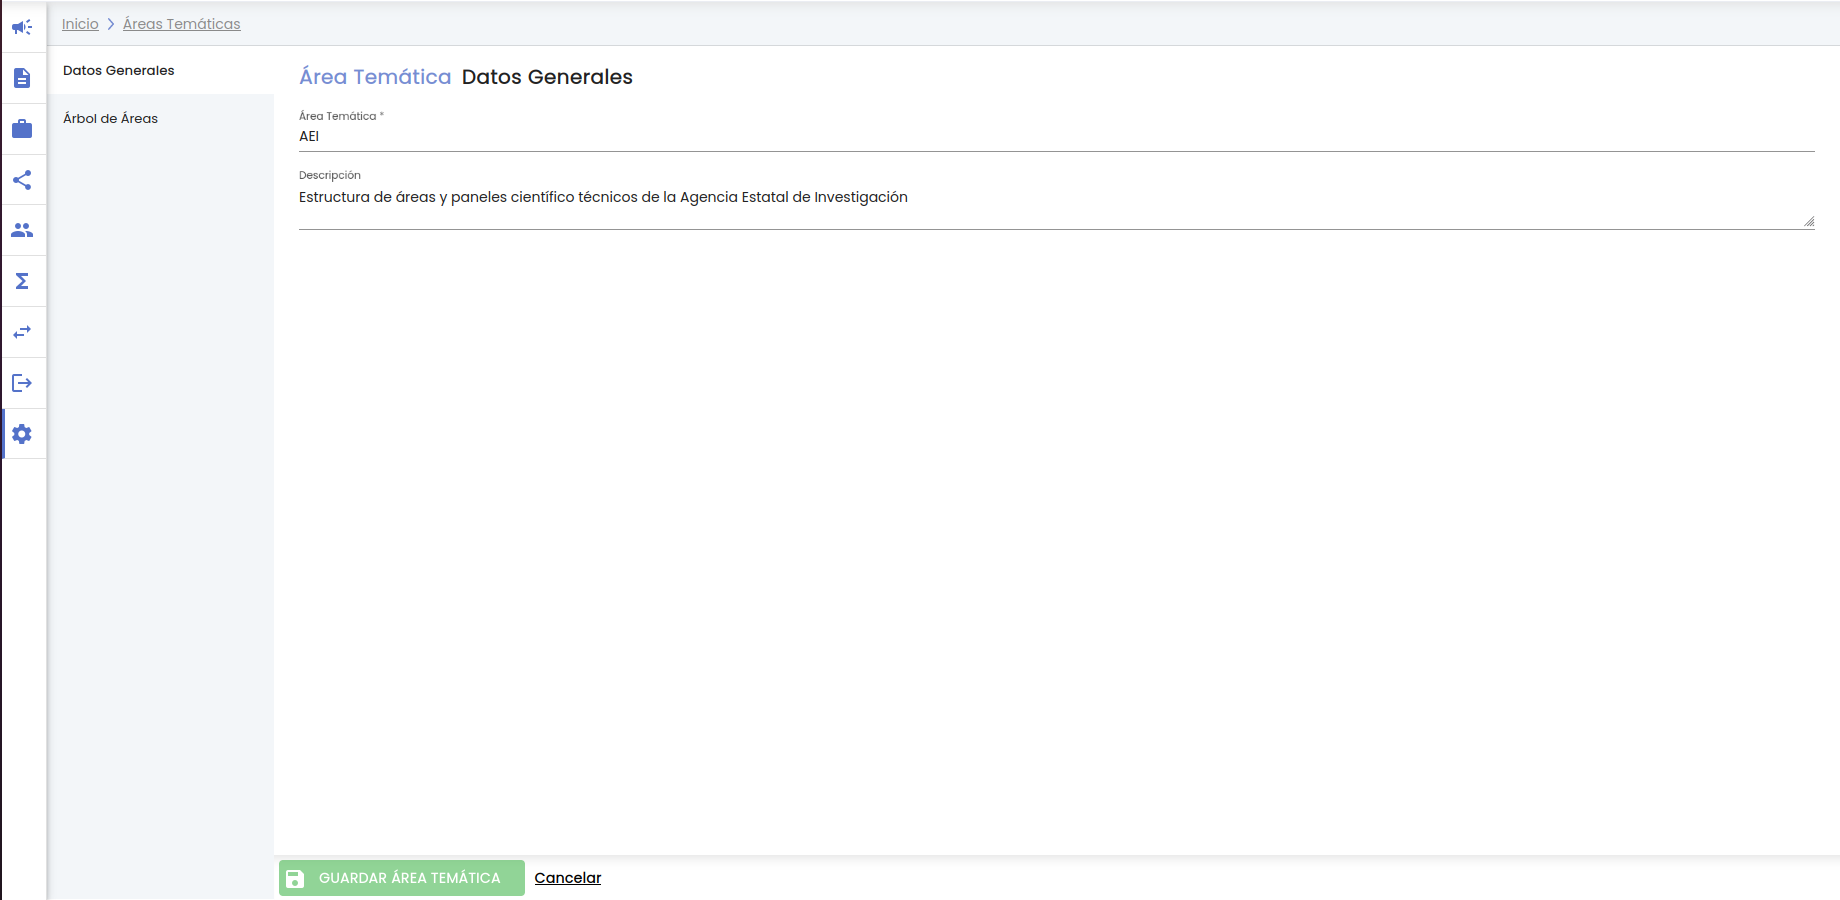 Inicio > Áreas Temáticas
Datos Generales
Árbol de Áreas
Área Temática Datos Generales
Área Temática *
AEI
Descripción
Estructura de áreas y paneles científico técnicos de la Agencia Estatal de Investigación
GUARDAR ÁREA TEMÁTICA Cancelar